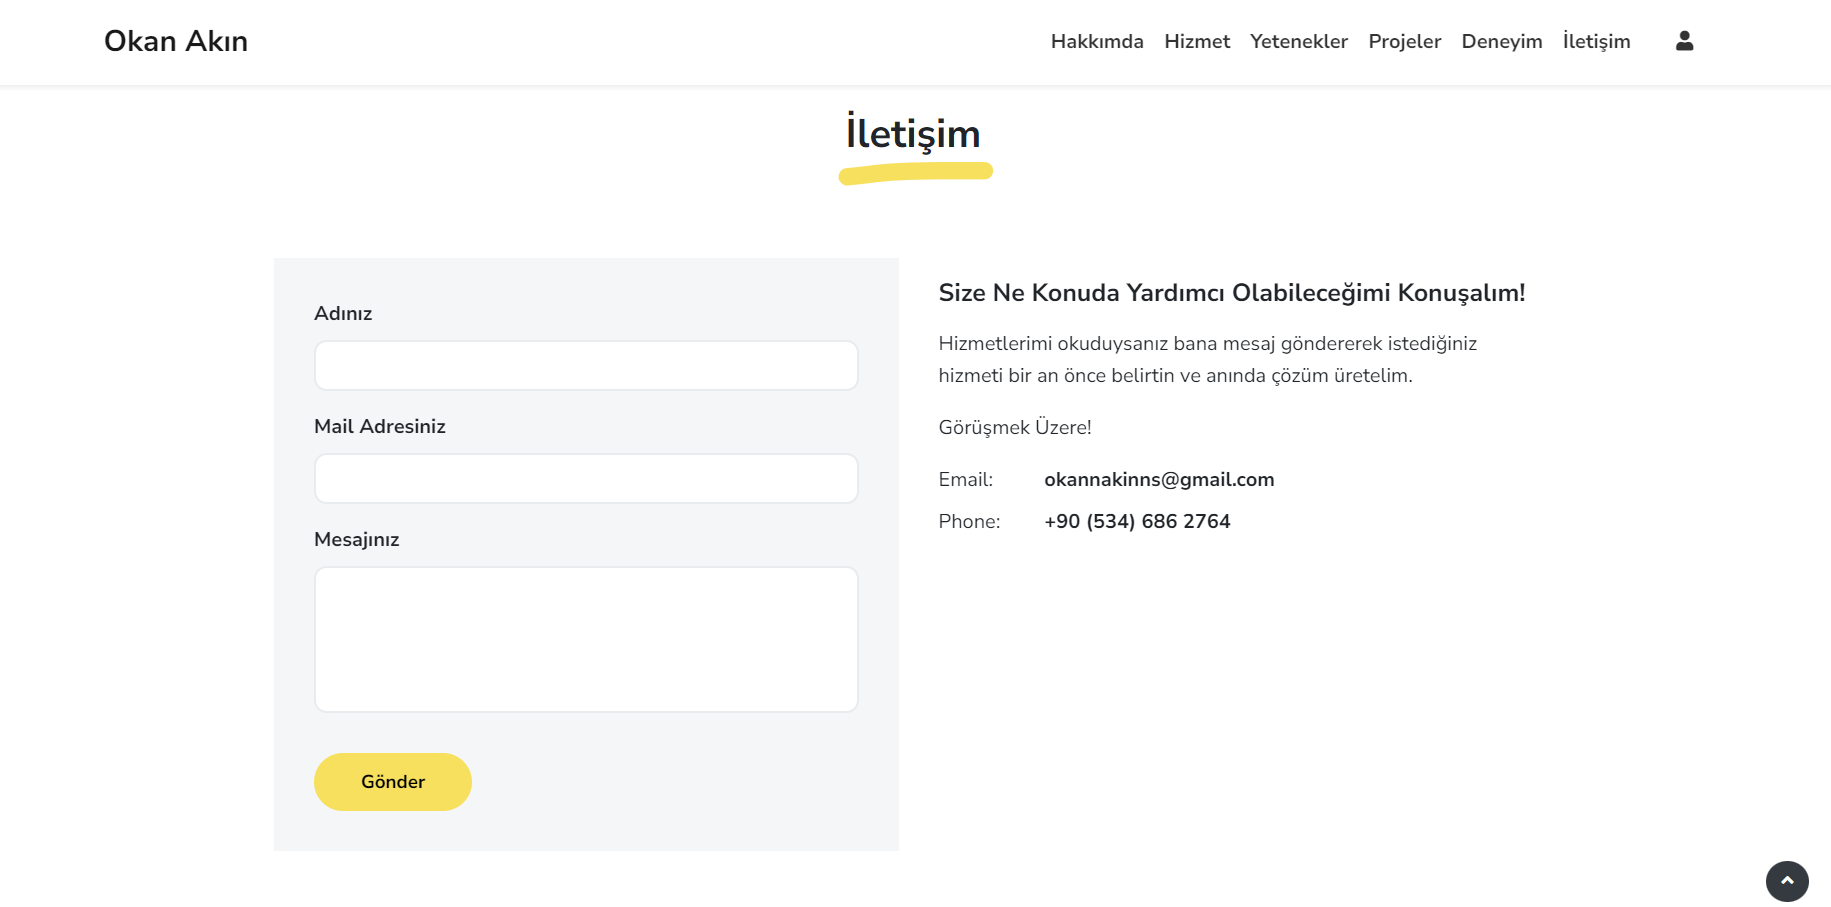 Okan Akın
Hakkımda Hizmet Yetenekler Projeler Deneyim İletişim
İletişim
Adınız
Mail Adresiniz
Mesajınız
Gönder
Size Ne Konuda Yardımcı Olabileceğimi Konuşalım!
Hizmetlerimi okuduysanız bana mesaj göndererek istediğiniz
hizmeti bir an önce belirtin ve anında çözüm üretelim.
Görüşmek Üzere!
Email: okannakinns@gmail.com
Phone: +90 (534) 686 2764